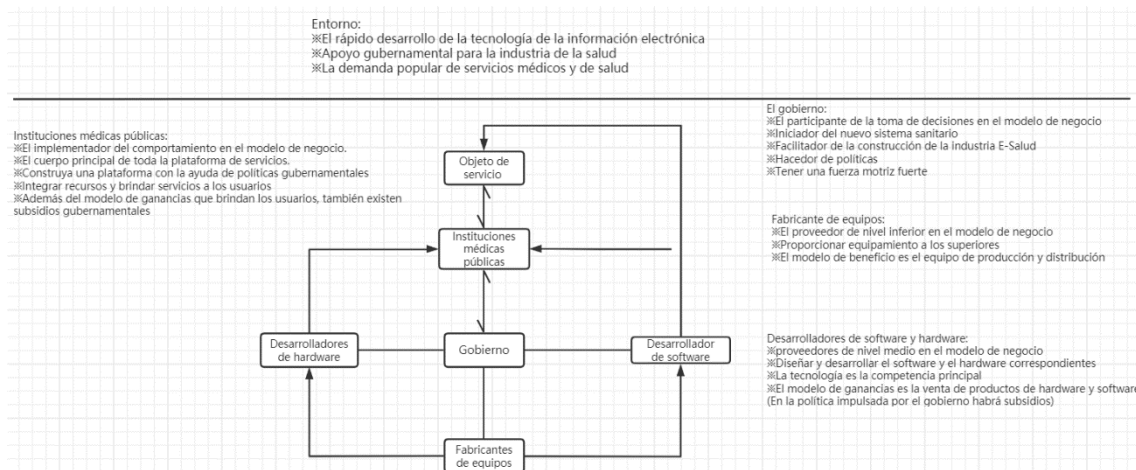 Entorno:
※El rápido desarrollo de la tecnología de la información electrónica
※Apoyo gubernamental para la industria de la salud
※La demanda popular de servicios médicos y de salud
Instituciones médicas públicas:
※El implementador del comportamiento en el modelo de negocio.
※El cuerpo principal de toda la plataforma de servicios.
※Construya una plataforma con la ayuda de políticas gubernamentales
※Integrar recursos y brindar servicios a los usuarios
※Además del modelo de ganancias que brindan los usuarios, también existen
subsidios gubernamentales
El gobierno:
※El participante de la toma de decisiones en el modelo de negocio
※Iniciador del nuevo sistema sanitario
※Facilitador de la construcción de la industria E-Salud
※Hacedor de políticas
※Tener una fuerza motriz fuerte
Objeto de
servicio
Instituciones
médicas
públicas
Fabricante de equipos:
※El proveedor de nivel inferior en el modelo de negocio
※Proporcionar equipamiento a los superiores
※El modelo de beneficio es el equipo de producción y distribución
Desarrolladores
de hardware
Gobierno
Desarrollador
de software
Desarrolladores de software y hardware:
※proveedores de nivel medio en el modelo de negocio
※Diseñar y desarrollar el software y el hardware correspondientes
※La tecnología es la competencia principal
※El modelo de ganancias es la venta de productos de hardware y software
(En la política impulsada por el gobierno habrá subsidios)
Fabricantes
de equipos